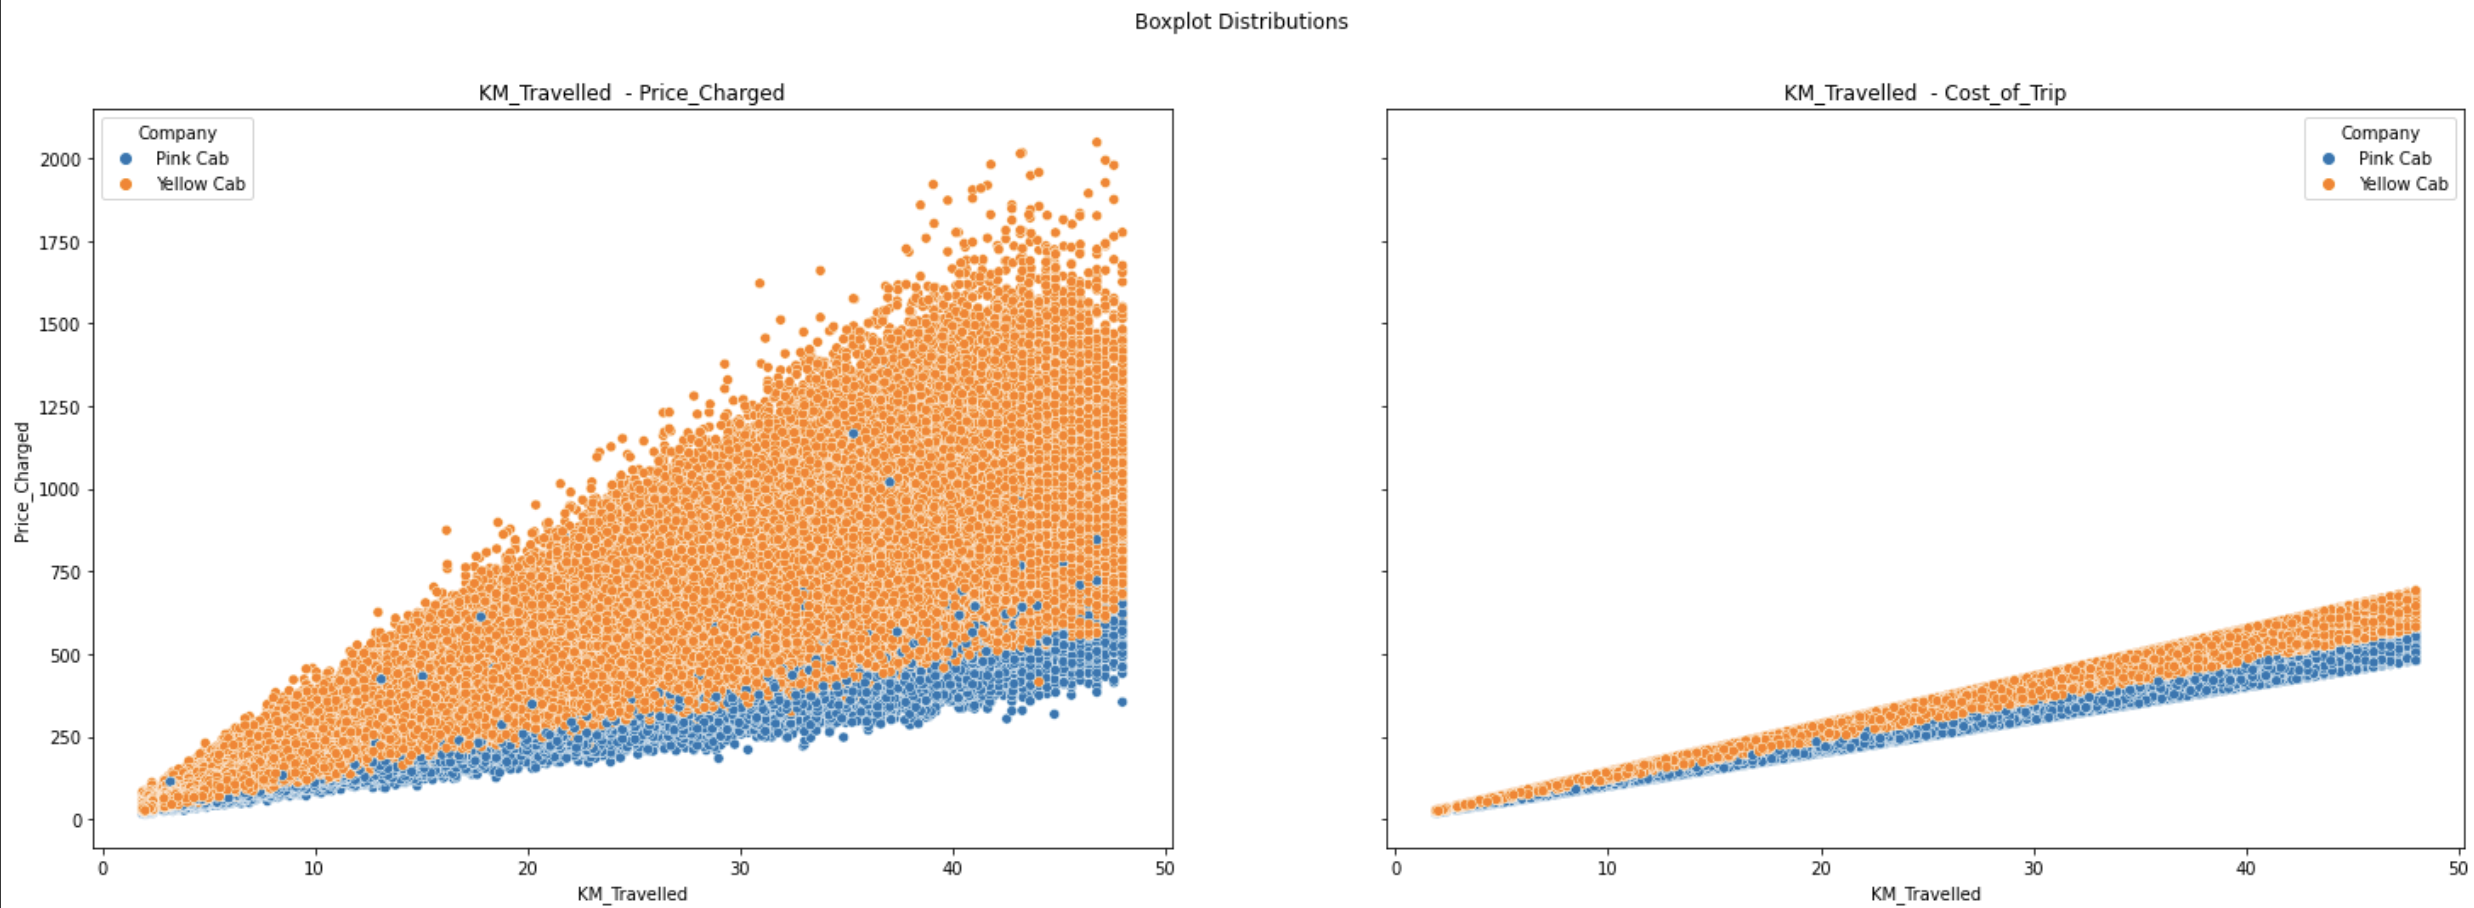 Boxplot Distributions
KM_Travelled - Price_Charged
Company
Pink Cab
Yellow Cab
2000
1750
1500
1250
1000
750
500
250
0
Price_Charged
0 10 20 30 40 50
KM_Travelled
KM_Travelled - Cost_of_Trip
Company
Pink Cab
Yellow Cab
0 10 20 30 40 50
KM_Travelled